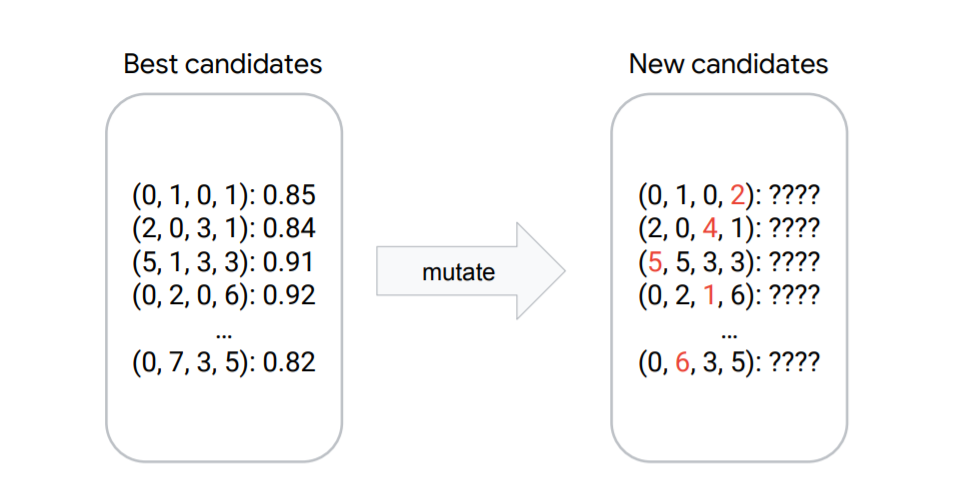 Best candidates
(0, 1, 0, 1): 0.85
(2, 0, 3, 1): 0.84
(5, 1, 3, 3): 0.91
(0, 2, 0, 6): 0.92
...
(0, 7, 3, 5): 0.82
mutate
New candidates
(0, 1, 0, 2): ????
(2, 0, 4, 1): ????
(5, 5, 3, 3): ????
(0, 2, 1, 6): ????
...
(0, 6, 3, 5): ????